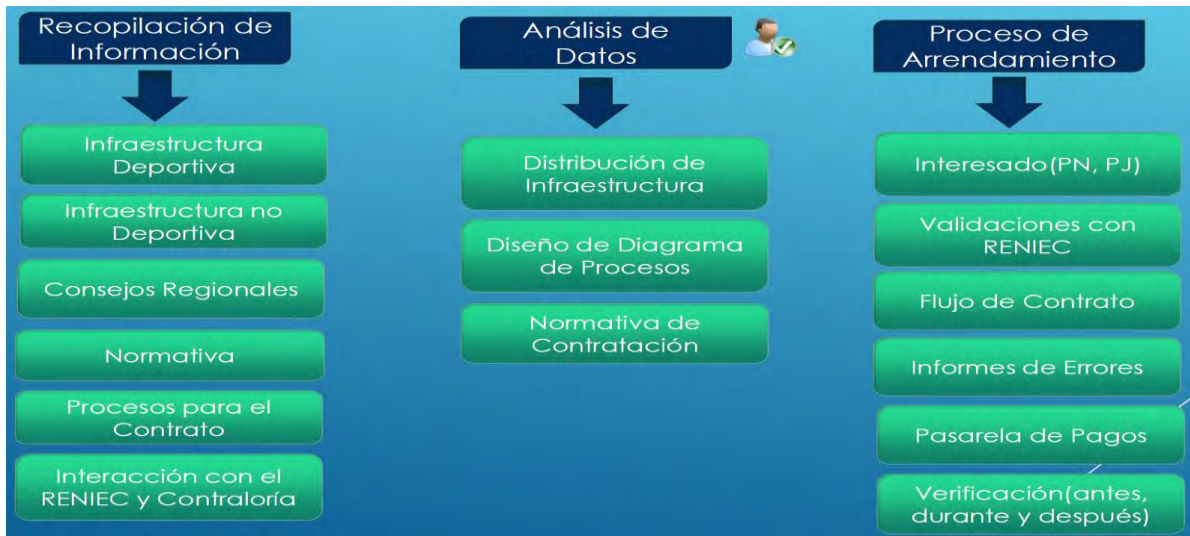 Recopilación de
Información
Infraestructura
Deportiva
Infraestructura no
Deportiva
Consejos Regionales
Normativa
Procesos para el
Contrato
Interacción con el
RENIEC y Contraloría
Análisis de
Datos
Distribución de
Infraestructura
Diseño de Diagrama
de Procesos
Normativa de
Contratación
Proceso de
Arrendamiento
Interesado(PN, PJ)
Validaciones con
RENIEC
Flujo de Contrato
Informes de Errores
Pasarela de Pagos
Verificación(antes,
durante y después)